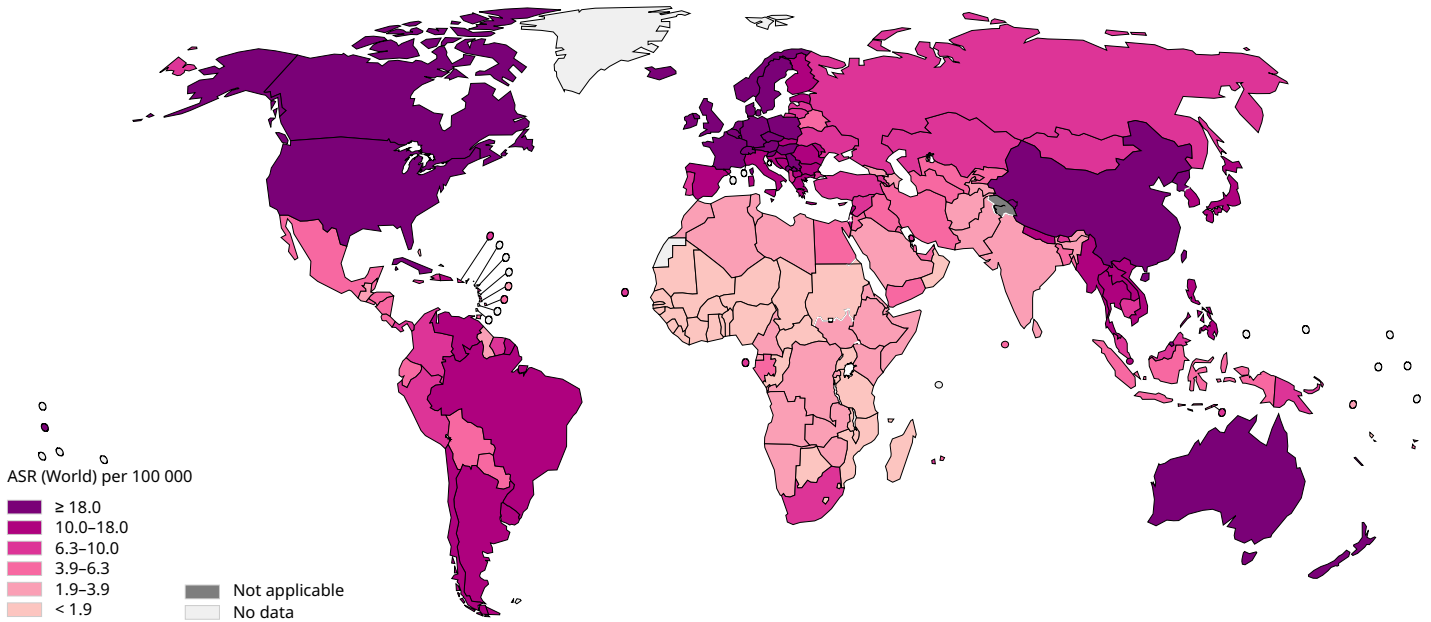 ASR (World) per 100 000
≥ 18.0
10.0–18.0
6.3–10.0
3.9–6.3
1.9–3.9
< 1.9
Not applicable
No data